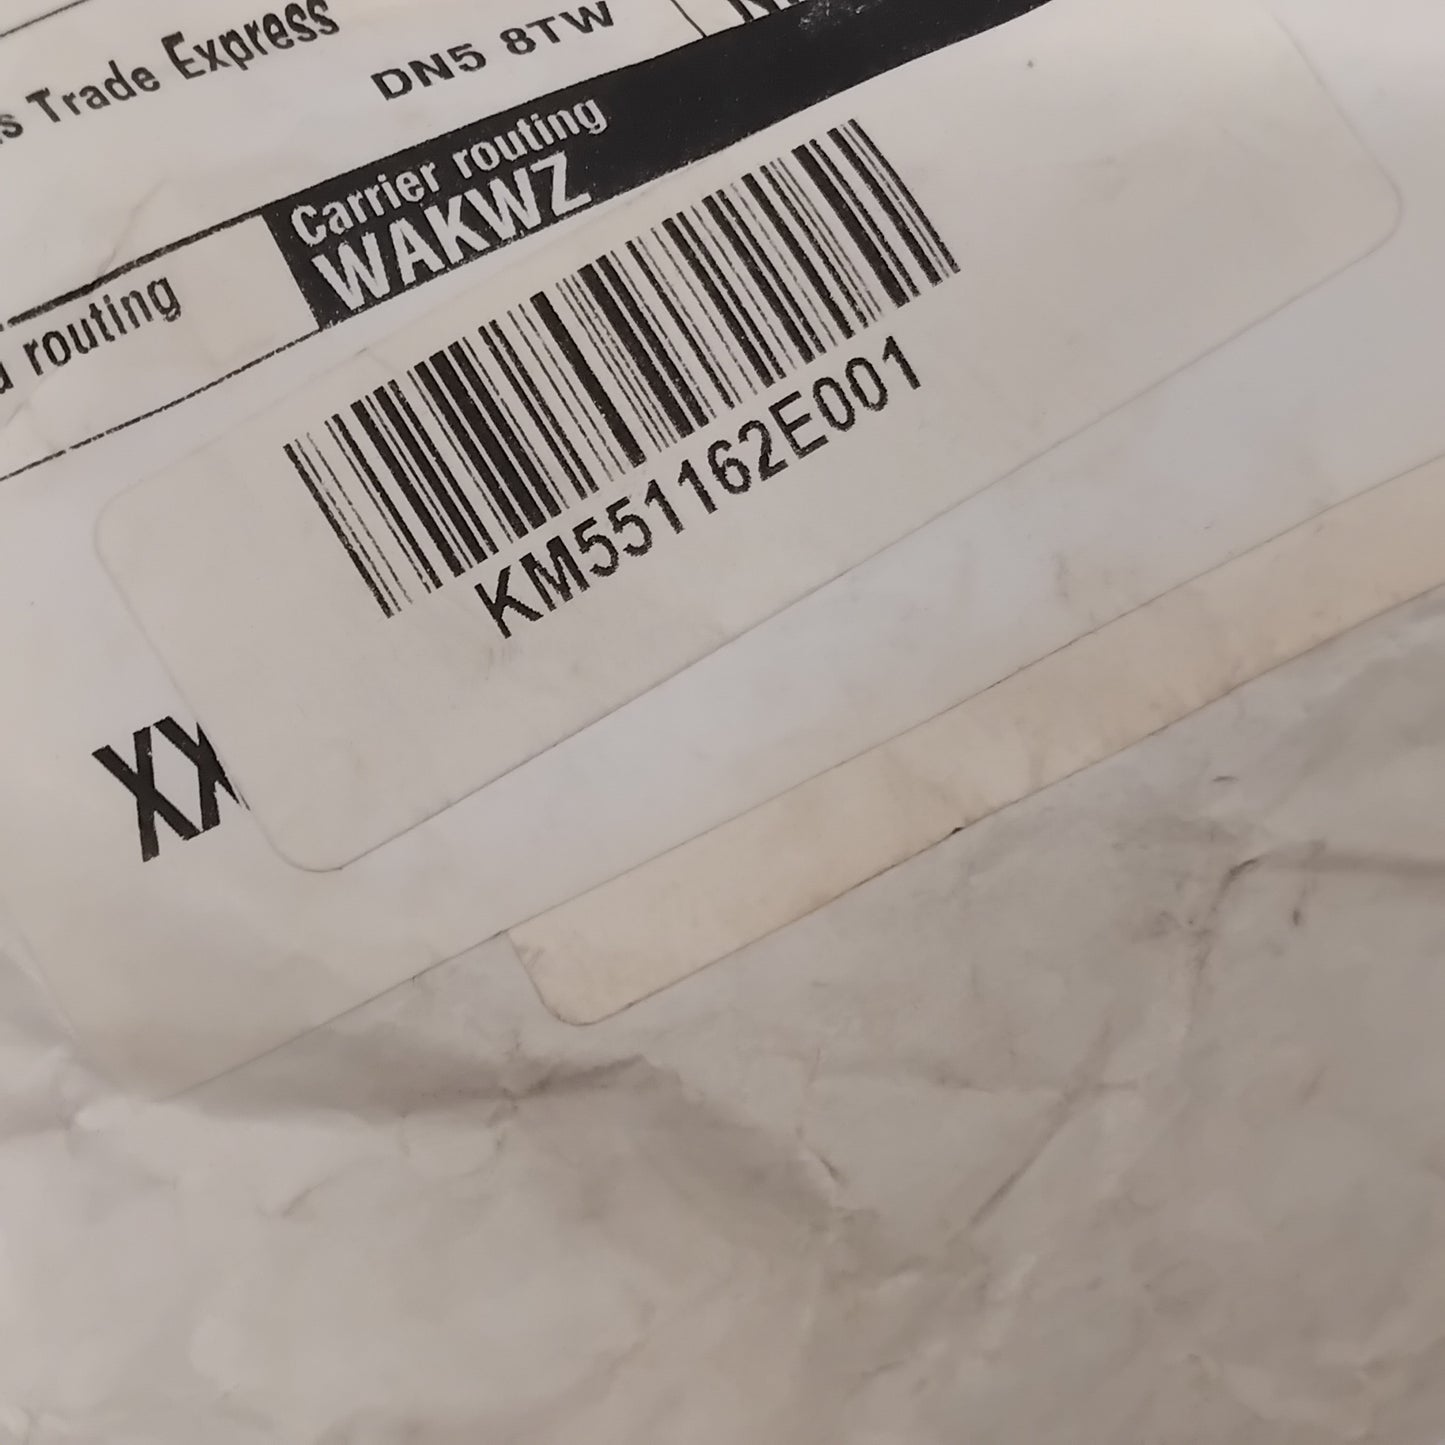 Trade Express
DN5 8TW
Carrier routing
WAKWZ
routing
KM551162E001
XX